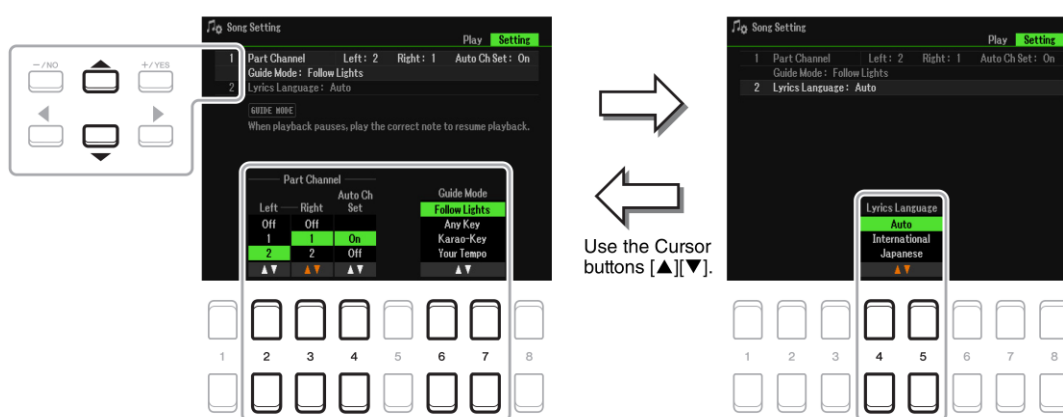 Song Setting
Play Setting
-/NO +/YES
1 Part Channel Left: 2 Right: 1 Auto Ch Set: On
Guide Mode: Follow Lights
2 Lyrics Language: Auto
GUIDE MODE
When playback pauses, play the correct note to resume playback.
Part Channel
Left Right Auto Ch Set
Guide Mode
Off Off Follow Lights
1 1 On Any Key
2 2 Off Karao-Key
Your Tempo
▲▼ ▲▼ ▲▼ ▲▼
1 2 3 4 5 6 7 8
Use the Cursor
buttons [▲][▼].
Song Setting
Play Setting
1 Part Channel Left: 2 Right: 1 Auto Ch Set: On
Guide Mode: Follow Lights
2 Lyrics Language: Auto
Lyrics Language
Auto
International
Japanese
▲▼
1 2 3 4 5 6 7 8